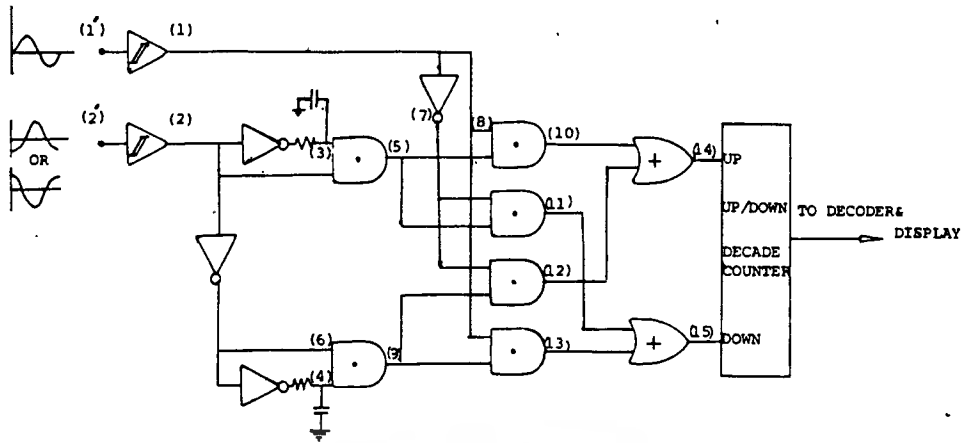 (1') (1)
(2') (2)
OR
(3)
(5)
(7)
(8)
(10)
(11)
(12)
(6)
(4)
(9)
(13)
+
+
(14)
(15)
UP
UP/DOWN
DECADE
COUNTER
DOWN
TO DECODER&
DISPLAY